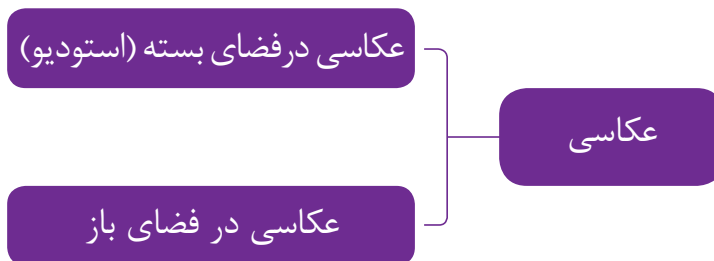 عکاسی
عکاسی درفضای بسته (استودیو)
عکاسی در فضای باز